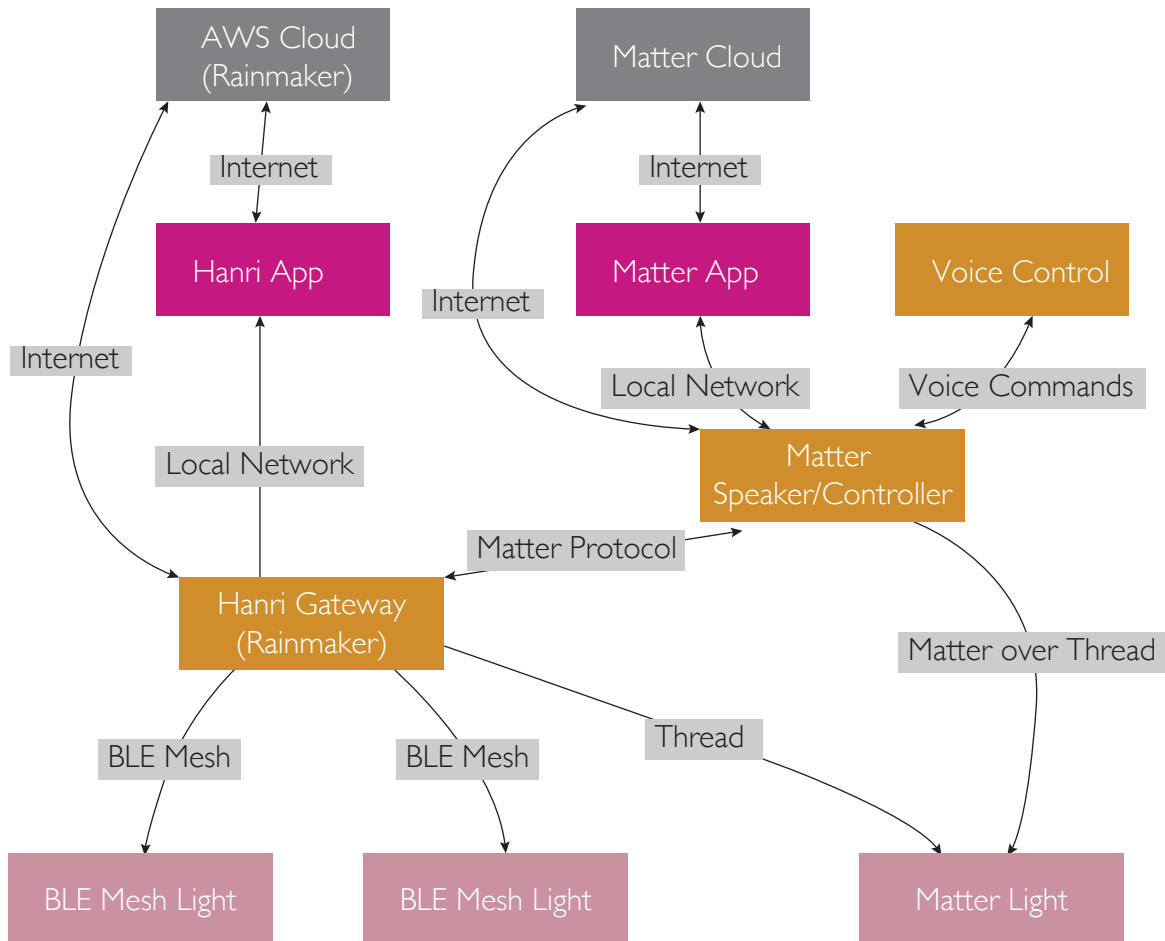 AWS Cloud
(Rainmaker)
Matter Cloud
Internet
Internet
Hanri App
Matter App
Voice Control
Internet
Internet
Local Network
Voice Commands
Local Network
Matter
Speaker/Controller
Matter Protocol
Hanri Gateway
(Rainmaker)
Matter over Thread
BLE Mesh
BLE Mesh
Thread
BLE Mesh Light
BLE Mesh Light
Matter Light